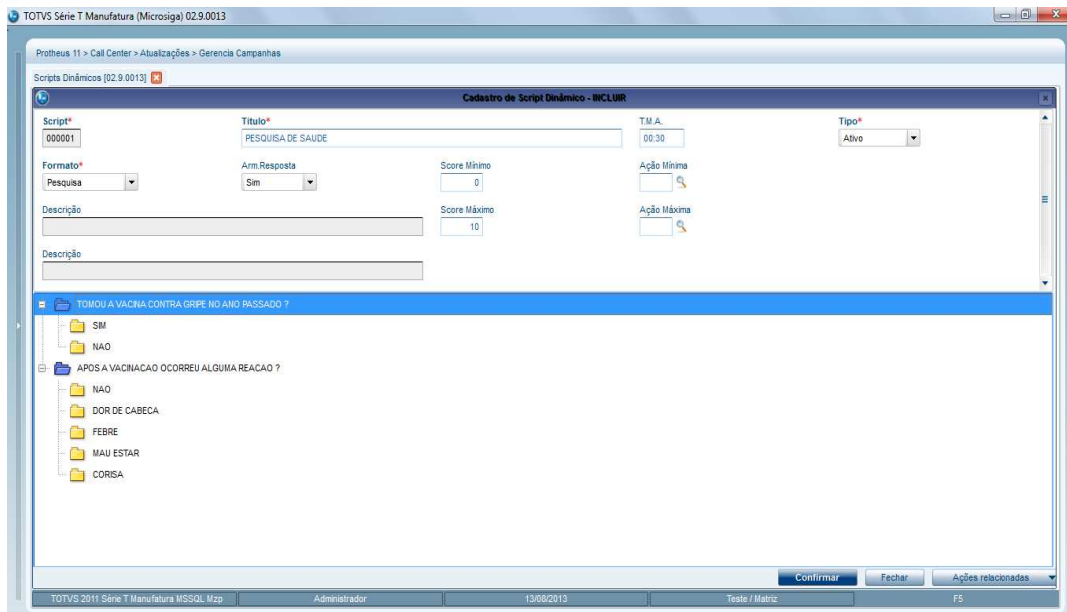 TOTVS Série T Manufatura (Microsiga) 02.9.0013
Protheus 11 > Call Center > Atualizações > Gerencia Campanhas
Scripts Dinâmicos [02.9.0013]
Cadastro de Script Dinâmico - INCLUIR
Script* Titulo* T.M.A. Tipo*
000001 PESQUISA DE SAUDE 00:30 Ativo
Formato* Arm.Resposta Score Mínimo Ação Mínima
Pesquisa Sim 0
Descrição Score Máximo Ação Máxima
10
Descrição
TOMOU A VACINA CONTRA GRIPE NO ANO PASSADO ?
SIM
NAO
APOS A VACINACAO OCORREU ALGUMA REACAO ?
NAO
DOR DE CABECA
FEBRE
MAU ESTAR
CORISA
Confirmar Fechar Ações relacionadas
TOTVS 2011 Série T Manufatura MSSQL Mzp Administrador 13/08/2013 Teste / Matriz F5